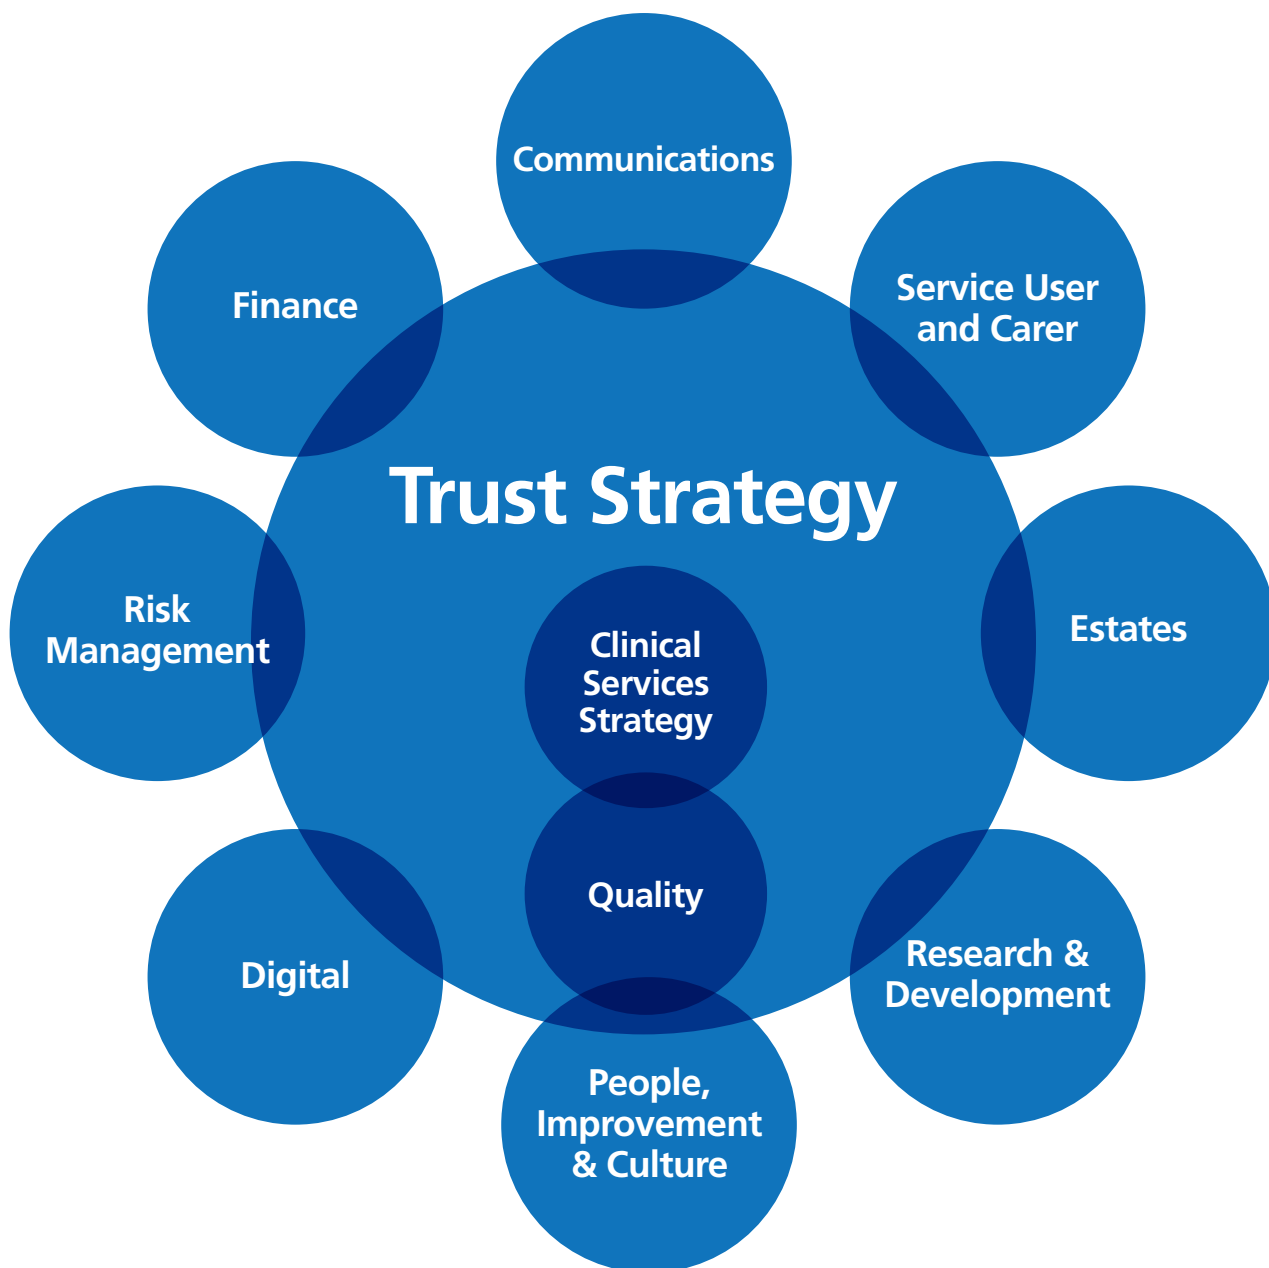 Communications
Finance
Service User
and Carer
Trust Strategy
Risk
Management
Clinical
Services
Strategy
Estates
Quality
Digital
Research &
Development
People,
Improvement
& Culture